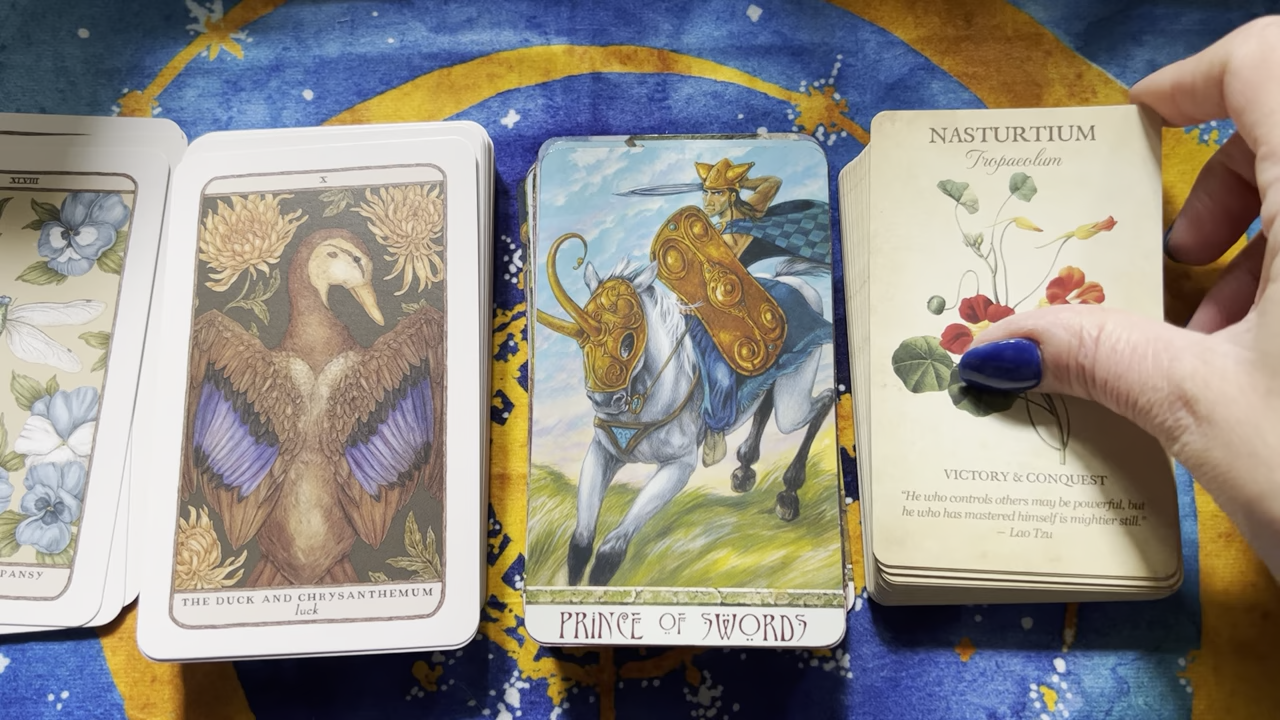 XLVIII
PANSY
X
THE DUCK AND CHRYSANTHEMUM
luck
PRINCE OF SWORDS
NASTURTIUM
Tropaeolum
VICTORY & CONQUEST
“He who controls others may be powerful, but
he who has mastered himself is mightier still.”
— Lao Tzu